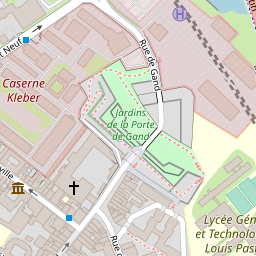 Neuf
Rue de Gand
Caserne
Kleber
Jardins
de la Porte
de Gand
ville
Lycée Gén
et Technolo
Louis Past
Rue d
H